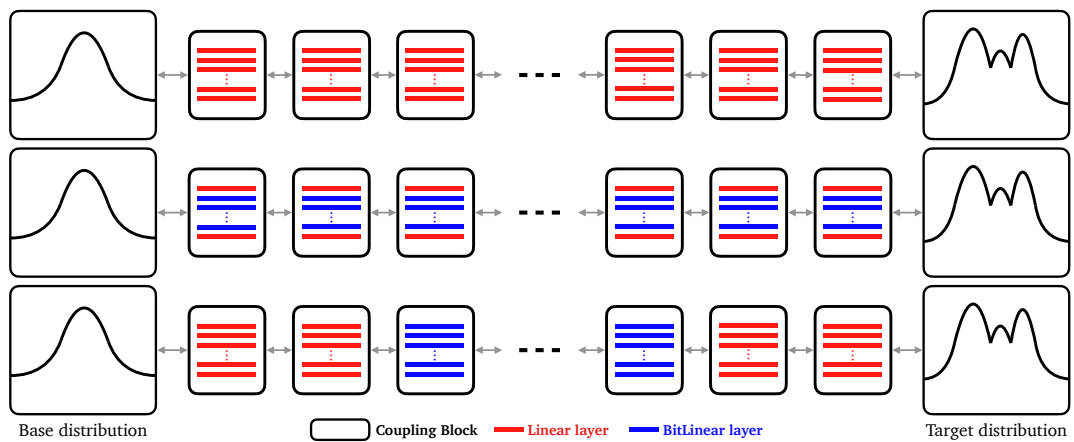 Base distribution
Coupling Block
Linear layer
BitLinear layer
Target distribution